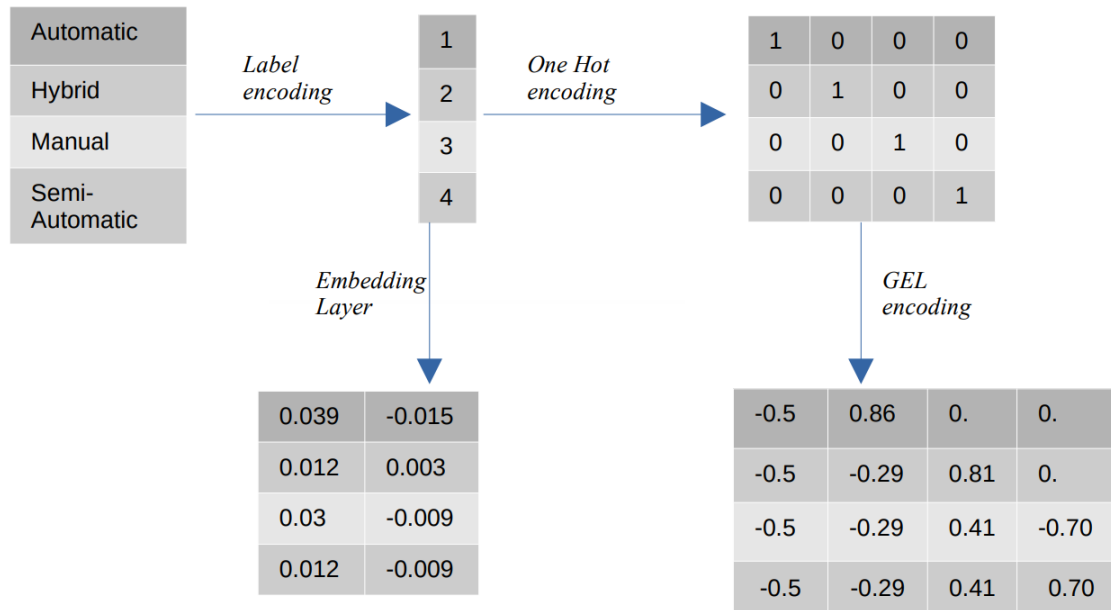 Automatic
Hybrid
Manual
Semi-
Automatic
Label
encoding
1
2
3
4
One Hot
encoding
1 0 0 0
0 1 0 0
0 0 1 0
0 0 0 1
Embedding
Layer
GEL
encoding
0.039 -0.015
0.012 0.003
0.03 -0.009
0.012 -0.009
-0.5 0.86 0. 0.
-0.5 -0.29 0.81 0.
-0.5 -0.29 0.41 -0.70
-0.5 -0.29 0.41 0.70